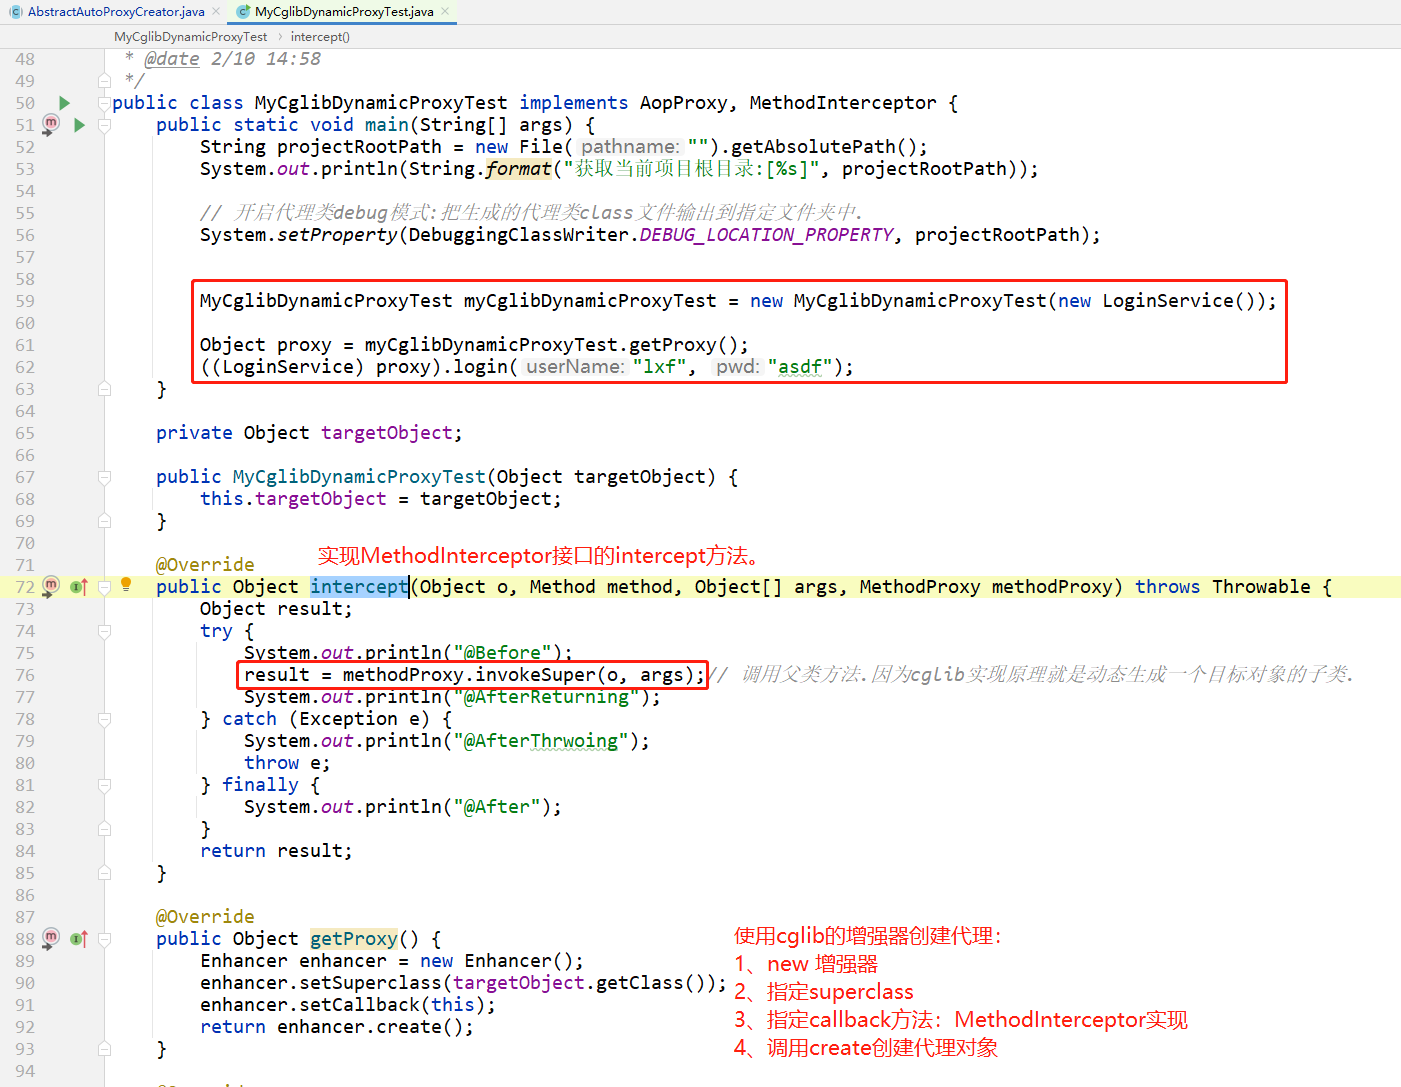 AbstractAutoProxyCreator.java MyCglibDynamicProxyTest.java
MyCglibDynamicProxyTest › intercept()
48 * @date 2/10 14:58
49 */
50 public class MyCglibDynamicProxyTest implements AopProxy, MethodInterceptor {
51 public static void main(String[] args) {
52 String projectRootPath = new File( pathname: "").getAbsolutePath();
53 System.out.println(String.format("获取当前项目根目录:[%s]", projectRootPath));
54
55 // 开启代理类debug模式:把生成的代理类class文件输出到指定文件夹中.
56 System.setProperty(DebuggingClassWriter.DEBUG_LOCATION_PROPERTY, projectRootPath);
57
58
59 MyCglibDynamicProxyTest myCglibDynamicProxyTest = new MyCglibDynamicProxyTest(new LoginService());
60
61 Object proxy = myCglibDynamicProxyTest.getProxy();
62 ((LoginService) proxy).login( userName: "lxf", pwd: "asdf");
63 }
64
65 private Object targetObject;
66
67 public MyCglibDynamicProxyTest(Object targetObject) {
68 this.targetObject = targetObject;
69 }
70
71 @Override 实现MethodInterceptor接口的intercept方法。
72 public Object intercept(Object o, Method method, Object[] args, MethodProxy methodProxy) throws Throwable {
73 Object result;
74 try {
75 System.out.println("@Before");
76 result = methodProxy.invokeSuper(o, args);// 调用父类方法.因为cglib实现原理就是动态生成一个目标对象的子类.
77 System.out.println("@AfterReturning");
78 } catch (Exception e) {
79 System.out.println("@AfterThrwoing");
80 throw e;
81 } finally {
82 System.out.println("@After");
83 }
84 return result;
85 }
86
87 @Override
88 public Object getProxy() { 使用cglib的增强器创建代理：
89 Enhancer enhancer = new Enhancer(); 1、new 增强器
90 enhancer.setSuperclass(targetObject.getClass()); 2、指定superclass
91 enhancer.setCallback(this); 3、指定callback方法：MethodInterceptor实现
92 return enhancer.create(); 4、调用create创建代理对象
93 }
94